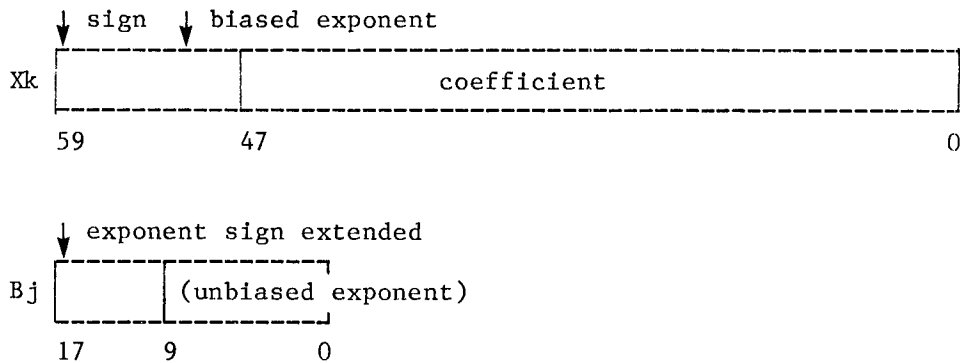 sign biased exponent
Xk coefficient
59 47 0
exponent sign extended
Bj (unbiased exponent)
17 9 0